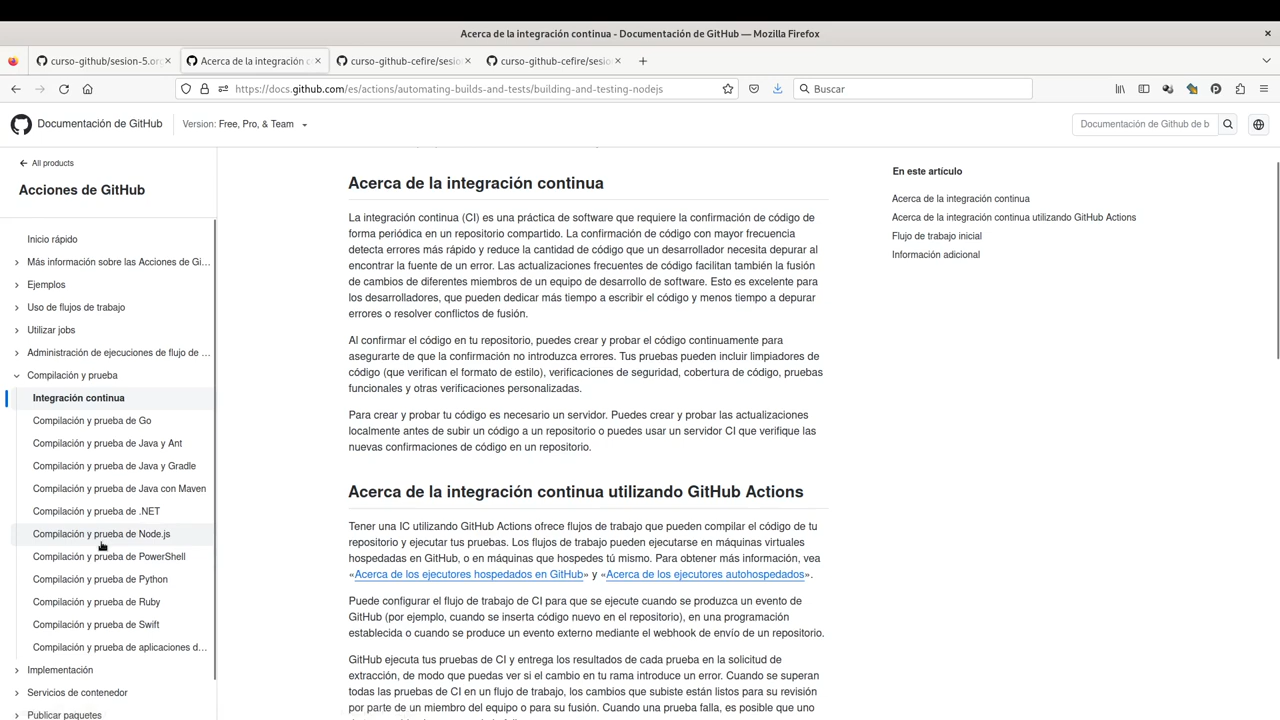 Acerca de la integración continua - Documentación de GitHub — Mozilla Firefox
curso-github/sesion-5.org
Acerca de la integración c
curso-github-cefire/sesio
curso-github-cefire/sesio
https://docs.github.com/es/actions/automating-builds-and-tests/building-and-testing-nodejs
Buscar
Documentación de GitHub
Version: Free, Pro, & Team
Documentación de Github de b
All products
Acciones de GitHub
Inicio rápido
Más información sobre las Acciones de Gi...
Ejemplos
Uso de flujos de trabajo
Utilizar jobs
Administración de ejecuciones de flujo de ...
Compilación y prueba
Integración continua
Compilación y prueba de Go
Compilación y prueba de Java y Ant
Compilación y prueba de Java y Gradle
Compilación y prueba de Java con Maven
Compilación y prueba de .NET
Compilación y prueba de Node.js
Compilación y prueba de PowerShell
Compilación y prueba de Python
Compilación y prueba de Ruby
Compilación y prueba de Swift
Compilación y prueba de aplicaciones d...
Implementación
Servicios de contenedor
Publicar paquetes
Acerca de la integración continua
La integración continua (CI) es una práctica de software que requiere la confirmación de código de
forma periódica en un repositorio compartido. La confirmación de código con mayor frecuencia
detecta errores más rápido y reduce la cantidad de código que un desarrollador necesita depurar al
encontrar la fuente de un error. Las actualizaciones frecuentes de código facilitan también la fusión
de cambios de diferentes miembros de un equipo de desarrollo de software. Esto es excelente para
los desarrolladores, que pueden dedicar más tiempo a escribir el código y menos tiempo a depurar
errores o resolver conflictos de fusión.
Al confirmar el código en tu repositorio, puedes crear y probar el código continuamente para
asegurarte de que la confirmación no introduzca errores. Tus pruebas pueden incluir limpiadores de
código (que verifican el formato de estilo), verificaciones de seguridad, cobertura de código, pruebas
funcionales y otras verificaciones personalizadas.
Para crear y probar tu código es necesario un servidor. Puedes crear y probar las actualizaciones
localmente antes de subir un código a un repositorio o puedes usar un servidor CI que verifique las
nuevas confirmaciones de código en un repositorio.
Acerca de la integración continua utilizando GitHub Actions
Tener una IC utilizando GitHub Actions ofrece flujos de trabajo que pueden compilar el código de tu
repositorio y ejecutar tus pruebas. Los flujos de trabajo pueden ejecutarse en máquinas virtuales
hospedadas en GitHub, o en máquinas que hospedes tú mismo. Para obtener más información, vea
«Acerca de los ejecutores hospedados en GitHub» y «Acerca de los ejecutores autohospedados».
Puede configurar el flujo de trabajo de CI para que se ejecute cuando se produzca un evento de
GitHub (por ejemplo, cuando se inserta código nuevo en el repositorio), en una programación
establecida o cuando se produce un evento externo mediante el webhook de envío de un repositorio.
GitHub ejecuta tus pruebas de CI y entrega los resultados de cada prueba en la solicitud de
extracción, de modo que puedas ver si el cambio en tu rama introduce un error. Cuando se superan
todas las pruebas de CI en un flujo de trabajo, los cambios que subiste están listos para su revisión
por parte de un miembro del equipo o para su fusión. Cuando una prueba falla, es posible que uno
En este artículo
Acerca de la integración continua
Acerca de la integración continua utilizando GitHub Actions
Flujo de trabajo inicial
Información adicional